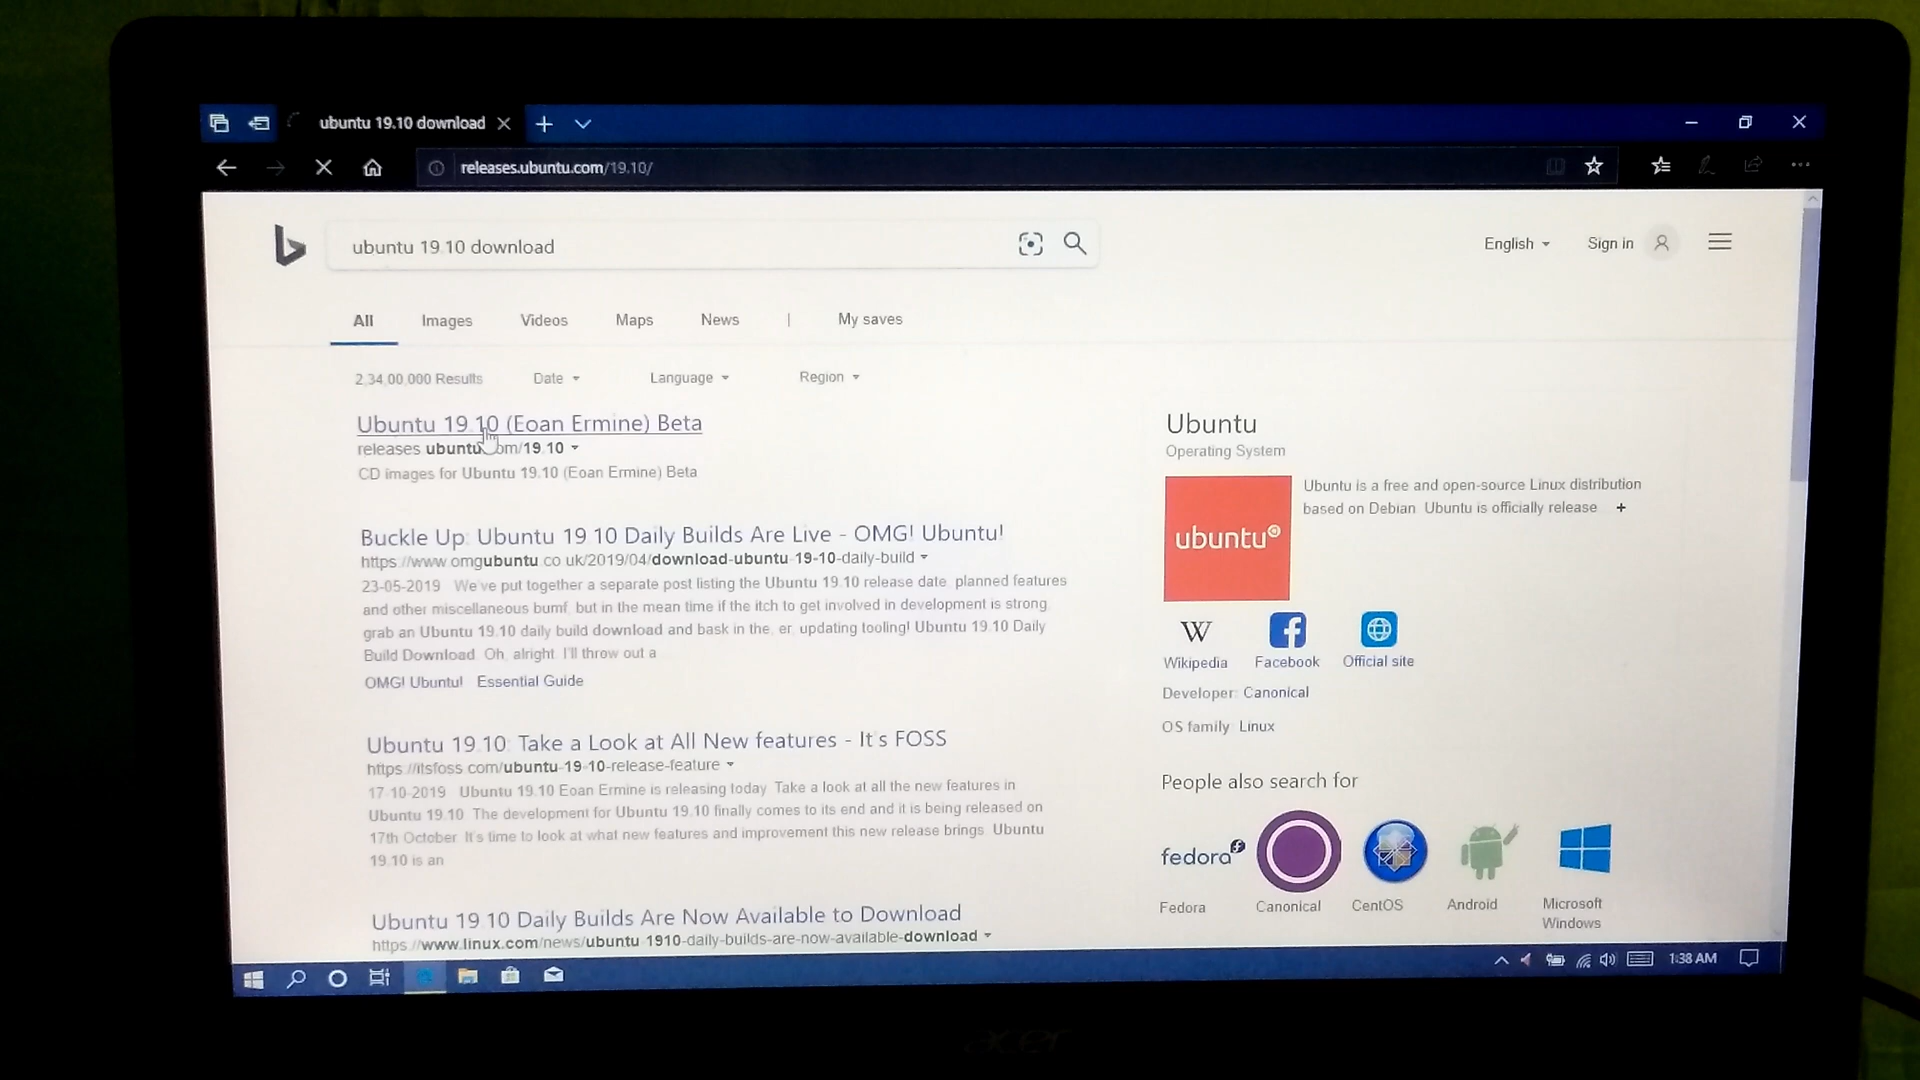 ubuntu 19.10 download
releases.ubuntu.com/19.10/
ubuntu 19.10 download
English
Sign in
All
Images
Videos
Maps
News
|
My saves
2,34,00,000 Results
Date
Language
Region
Ubuntu 19.10 (Eoan Ermine) Beta
releases.ubuntu.com/19.10
CD images for Ubuntu 19.10 (Eoan Ermine) Beta
Buckle Up: Ubuntu 19.10 Daily Builds Are Live - OMG! Ubuntu!
https://www.omgubuntu.co.uk/2019/04/download-ubuntu-19-10-daily-build
23-05-2019 We've put together a separate post listing the Ubuntu 19.10 release date, planned features
and other miscellaneous bumf, but in the mean time if the itch to get involved in development is strong,
grab an Ubuntu 19.10 daily build download and bask in the, er, updating tooling! Ubuntu 19.10 Daily
Build Download. Oh, alright. I'll throw out a
OMG! Ubuntu! Essential Guide
Ubuntu 19.10: Take a Look at All New features - It's FOSS
https://itsfoss.com/ubuntu-19-10-release-feature
17-10-2019 Ubuntu 19.10 Eoan Ermine is releasing today. Take a look at all the new features in
Ubuntu 19.10. The development for Ubuntu 19.10 finally comes to its end and it is being released on
17th October. It's time to look at what new features and improvement this new release brings. Ubuntu
19.10 is an
Ubuntu 19.10 Daily Builds Are Now Available to Download
https://www.linux.com/news/ubuntu-1910-daily-builds-are-now-available-download
Ubuntu
Operating System
ubuntu
Ubuntu is a free and open-source Linux distribution
based on Debian. Ubuntu is officially release +
W
Wikipedia
Facebook
Official site
Developer: Canonical
OS family: Linux
People also search for
fedora
Fedora
Canonical
CentOS
Android
Microsoft
Windows
1:38 AM
acer